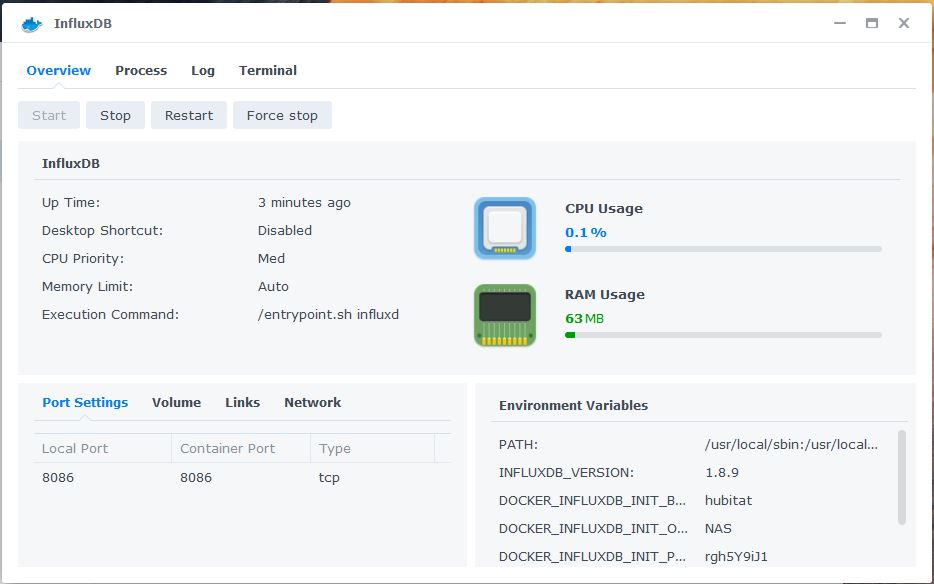 InfluxDB
Overview Process Log Terminal
Start Stop Restart Force stop
InfluxDB
Up Time: 3 minutes ago
Desktop Shortcut: Disabled
CPU Priority: Med
Memory Limit: Auto
Execution Command: /entrypoint.sh influxd
CPU Usage
0.1 %
RAM Usage
63 MB
Port Settings Volume Links Network
Local Port Container Port Type
8086 8086 tcp
Environment Variables
PATH: /usr/local/sbin:/usr/local...
INFLUXDB_VERSION: 1.8.9
DOCKER_INFLUXDB_INIT_B... hubitat
DOCKER_INFLUXDB_INIT_O... NAS
DOCKER_INFLUXDB_INIT_P... rgh5Y9iJ1